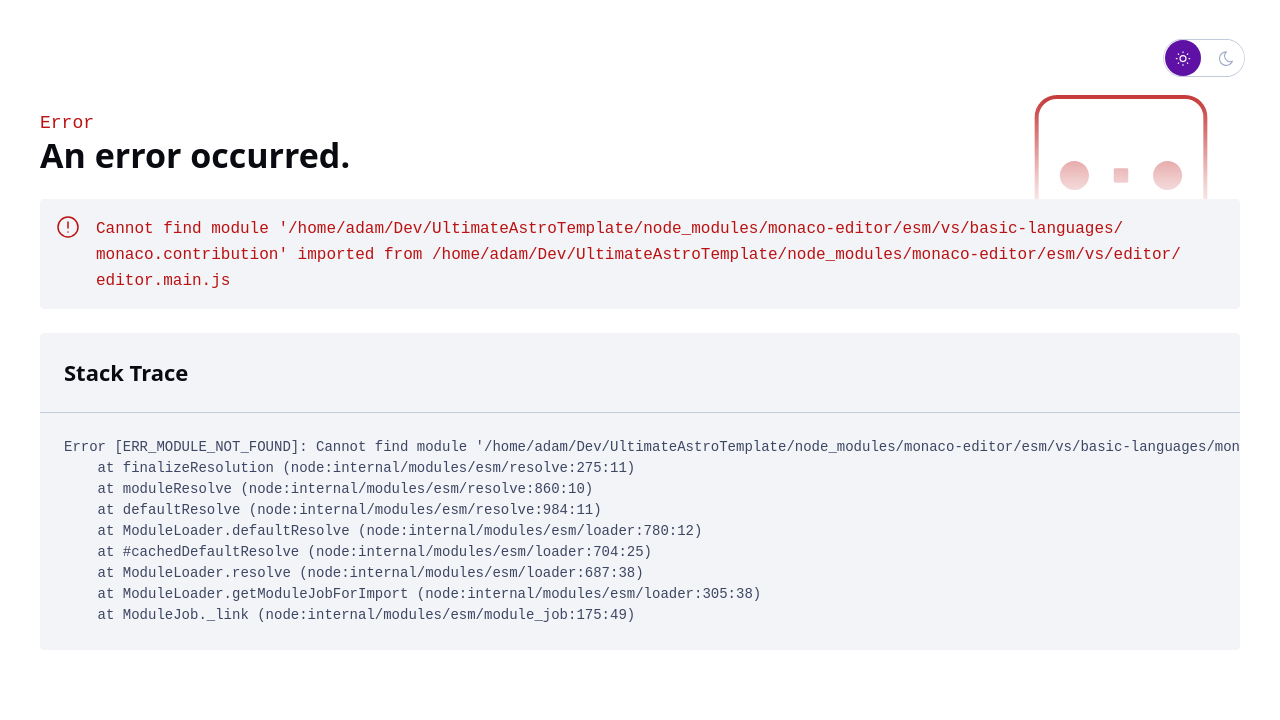 Error
An error occurred.
Cannot find module '/home/adam/Dev/UltimateAstroTemplate/node_modules/monaco-editor/esm/vs/basic-languages/
monaco.contribution' imported from /home/adam/Dev/UltimateAstroTemplate/node_modules/monaco-editor/esm/vs/editor/
editor.main.js
Stack Trace
Error [ERR_MODULE_NOT_FOUND]: Cannot find module '/home/adam/Dev/UltimateAstroTemplate/node_modules/monaco-editor/esm/vs/basic-languages/mon
at finalizeResolution (node:internal/modules/esm/resolve:275:11)
at moduleResolve (node:internal/modules/esm/resolve:860:10)
at defaultResolve (node:internal/modules/esm/resolve:984:11)
at ModuleLoader.defaultResolve (node:internal/modules/esm/loader:780:12)
at #cachedDefaultResolve (node:internal/modules/esm/loader:704:25)
at ModuleLoader.resolve (node:internal/modules/esm/loader:687:38)
at ModuleLoader.getModuleJobForImport (node:internal/modules/esm/loader:305:38)
at ModuleJob._link (node:internal/modules/esm/module_job:175:49)